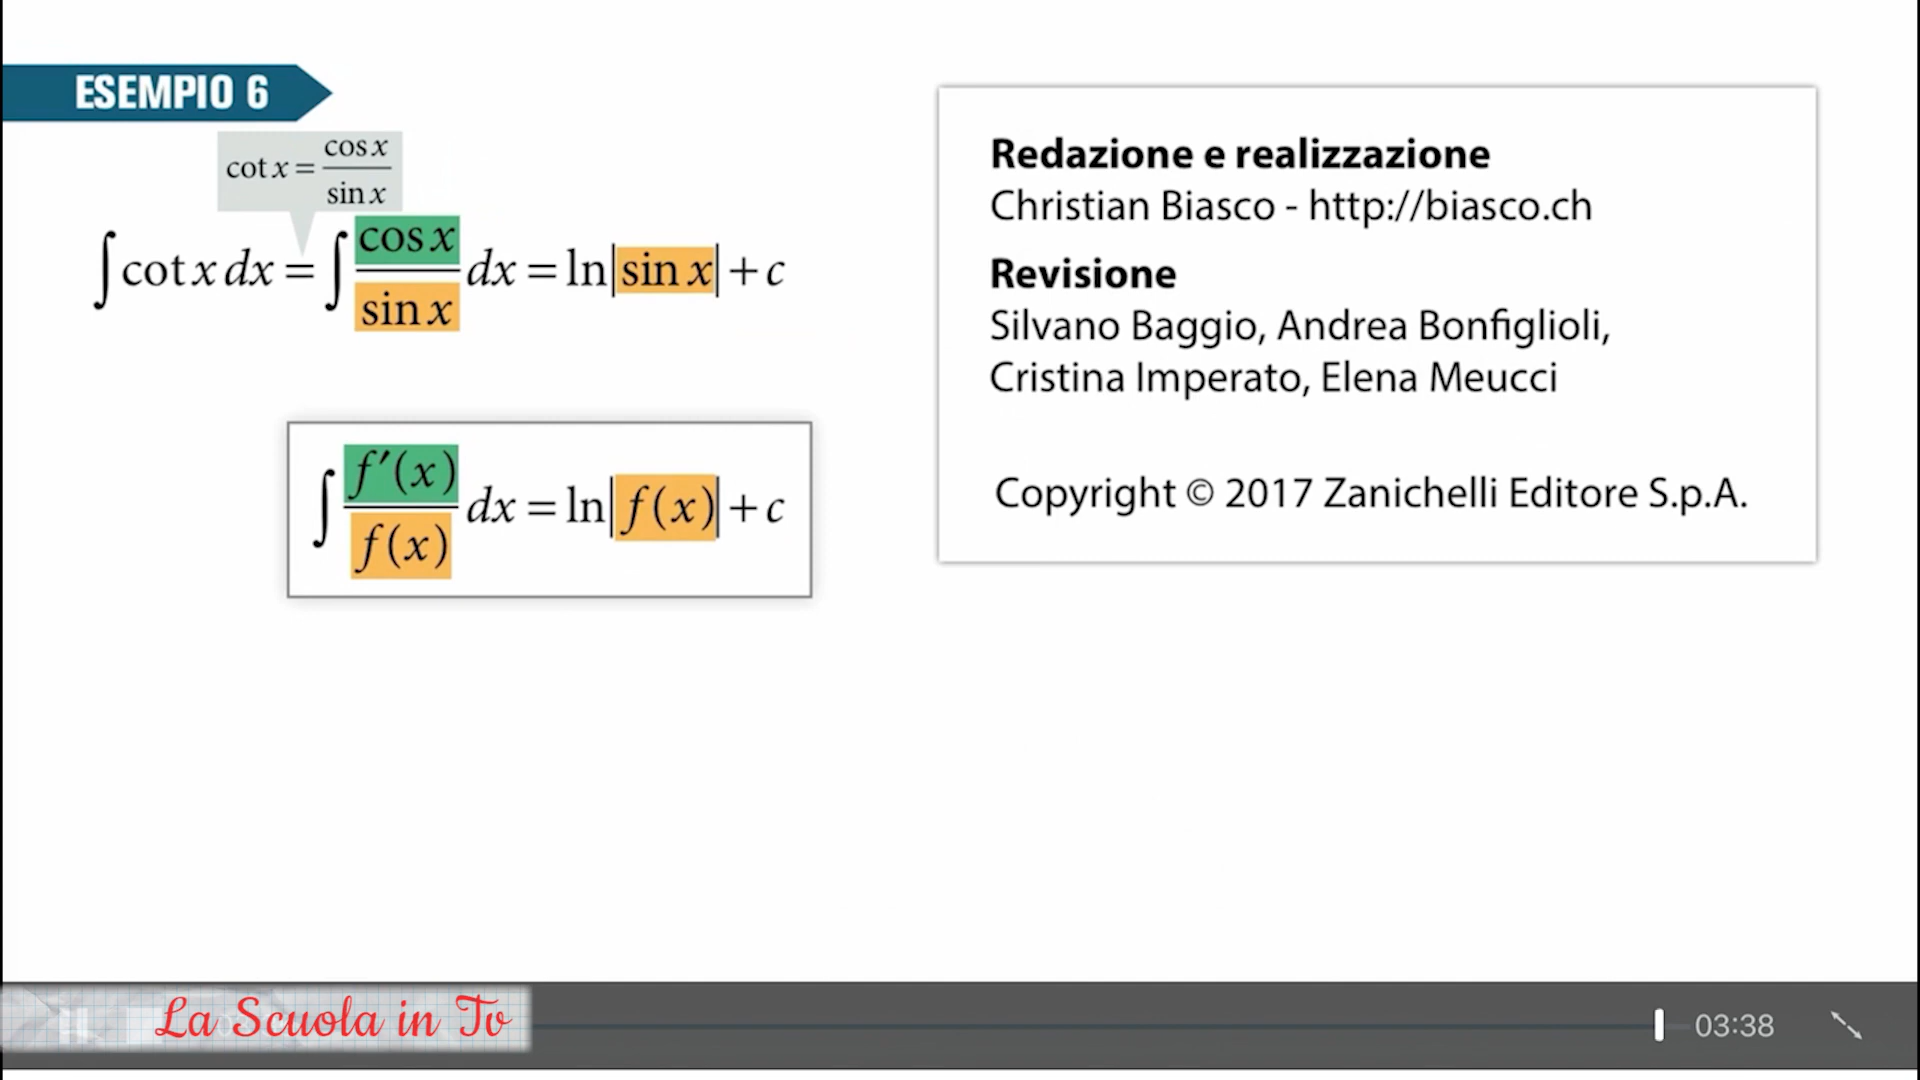 ESEMPIO 6
cot x = cos x / sin x
∫ cot x dx = ∫ cos x / sin x dx = ln|sin x| + c
∫ f′(x) / f(x) dx = ln|f(x)| + c
Redazione e realizzazione
Christian Biasco - http://biasco.ch
Revisione
Silvano Baggio, Andrea Bonfiglioli,
Cristina Imperato, Elena Meucci
Copyright © 2017 Zanichelli Editore S.p.A.
La Scuola in Tv
03:38